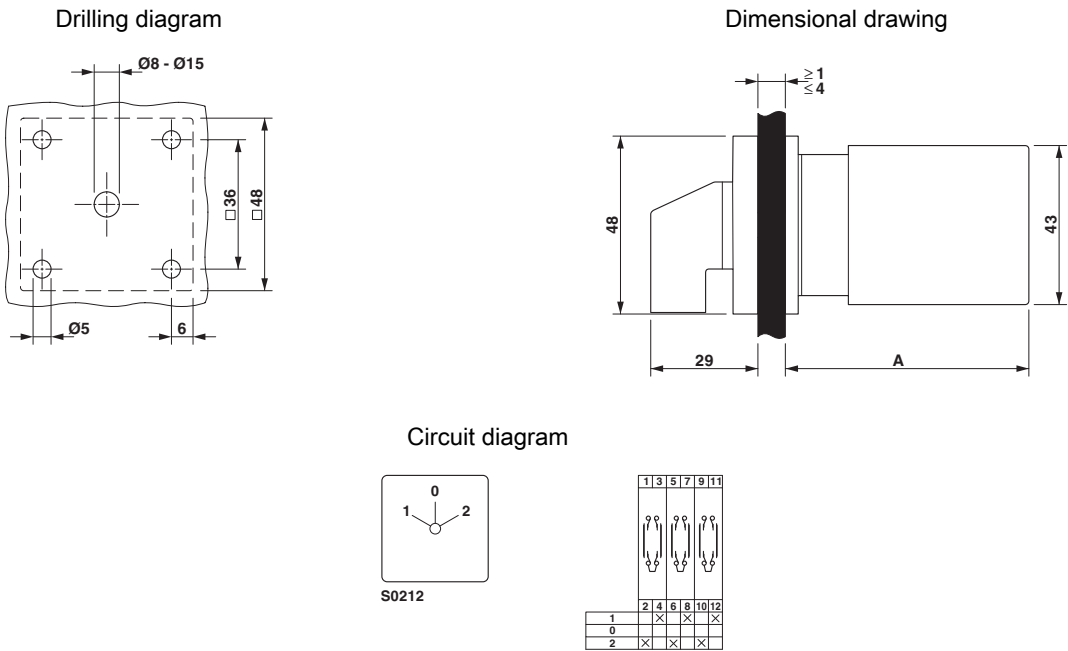 Drilling diagram
Dimensional drawing
Ø8 - Ø15
□36
□48
Ø5
6
≥1
≤4
48
43
29
A
Circuit diagram
0
1
2
S0212
1 3 5 7 9 11
2 4 6 8 10 12
1 × × ×
0
2 × × ×